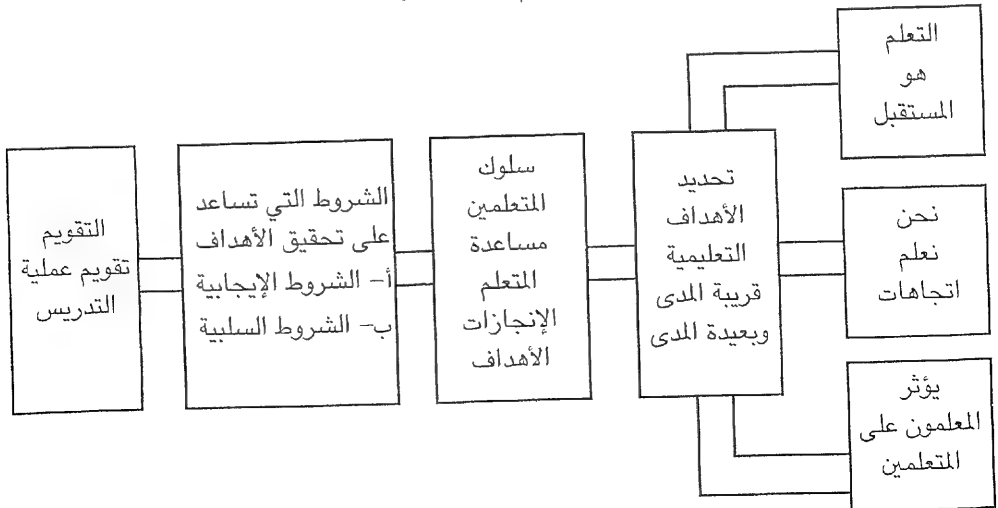 التعلم
هو
المستقبل
نحن
نعلم
اتجاهات
يؤثر
المعلمون على
المتعلمين
تحديد
الأهداف
التعليمية
قريبة المدى
وبعيدة المدى
سلوك
المتعلمين
مساعدة
المتعلم
الإنجازات
الأهداف
الشروط التي تساعد
على تحقيق الأهداف
أ– الشروط الإيجابية
ب– الشروط السلبية
التقويم
تقويم عملية
التدريس